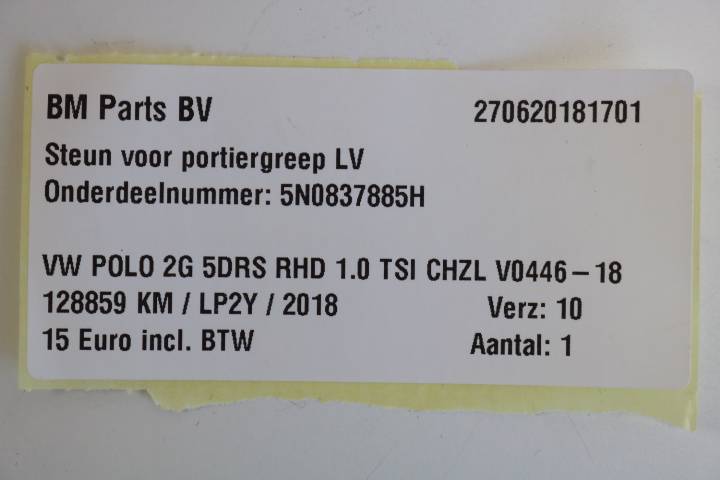 BM Parts BV 270620181701
Steun voor portiergreep LV
Onderdeelnummer: 5N0837885H
VW POLO 2G 5DRS RHD 1.0 TSI CHZL V0446-18
128859 KM / LP2Y / 2018 Verz: 10
15 Euro incl. BTW Aantal: 1